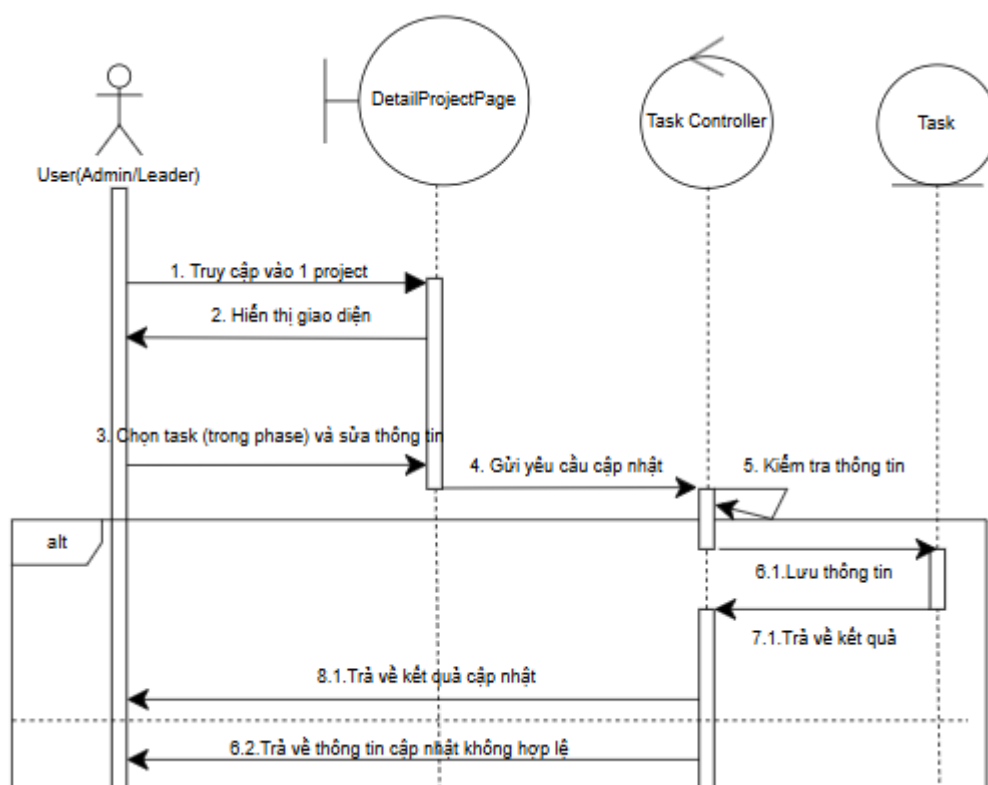 DetailProjectPage
Task Controller
Task
User(Admin/Leader)
1. Truy cập vào 1 project
2. Hiển thị giao diện
3. Chọn task (trong phase) và sửa thông tin
4. Gửi yêu cầu cập nhật
5. Kiểm tra thông tin
alt
6.1.Lưu thông tin
7.1.Trả về kết quả
8.1.Trả về kết quả cập nhật
6.2.Trả về thông tin cập nhật không hợp lệ